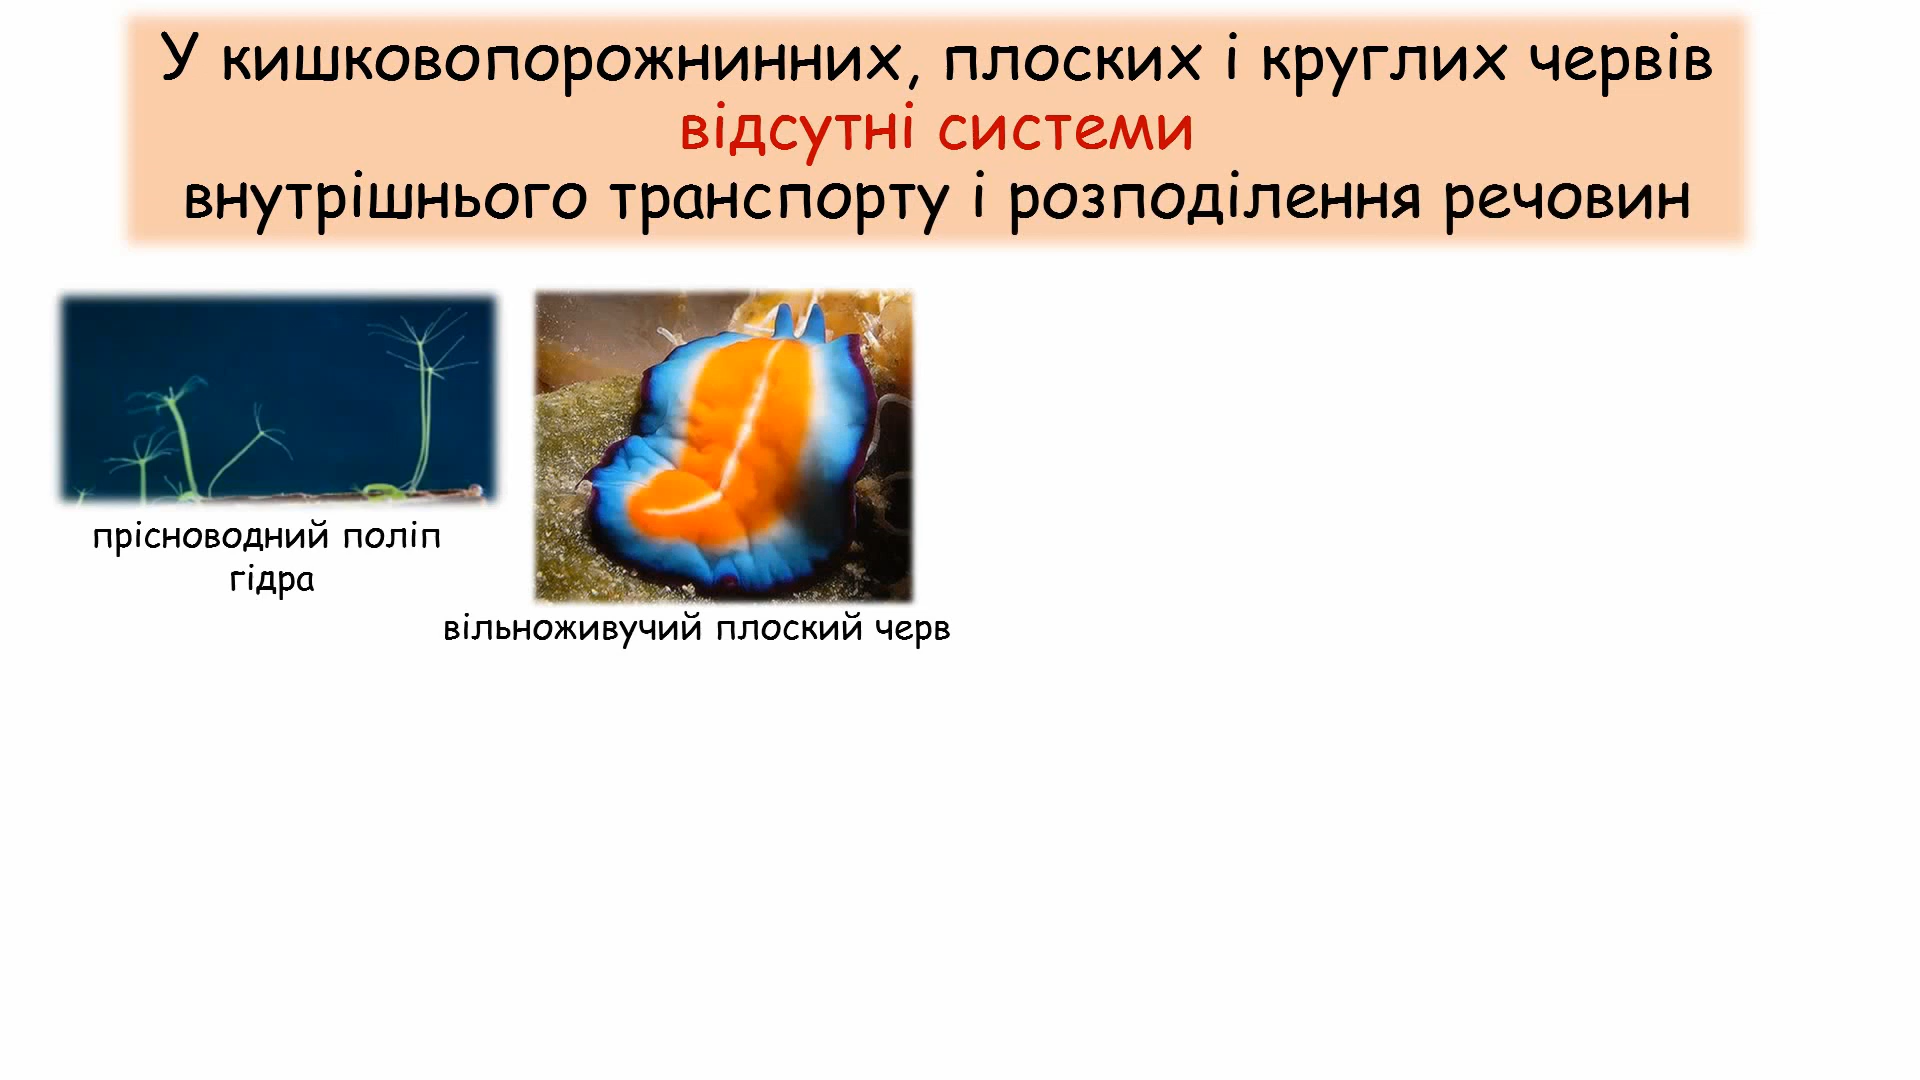 У кишковопорожнинних, плоских і круглих червів
відсутні системи
внутрішнього транспорту і розподілення речовин
прісноводний поліп
гідра
вільноживучий плоский черв